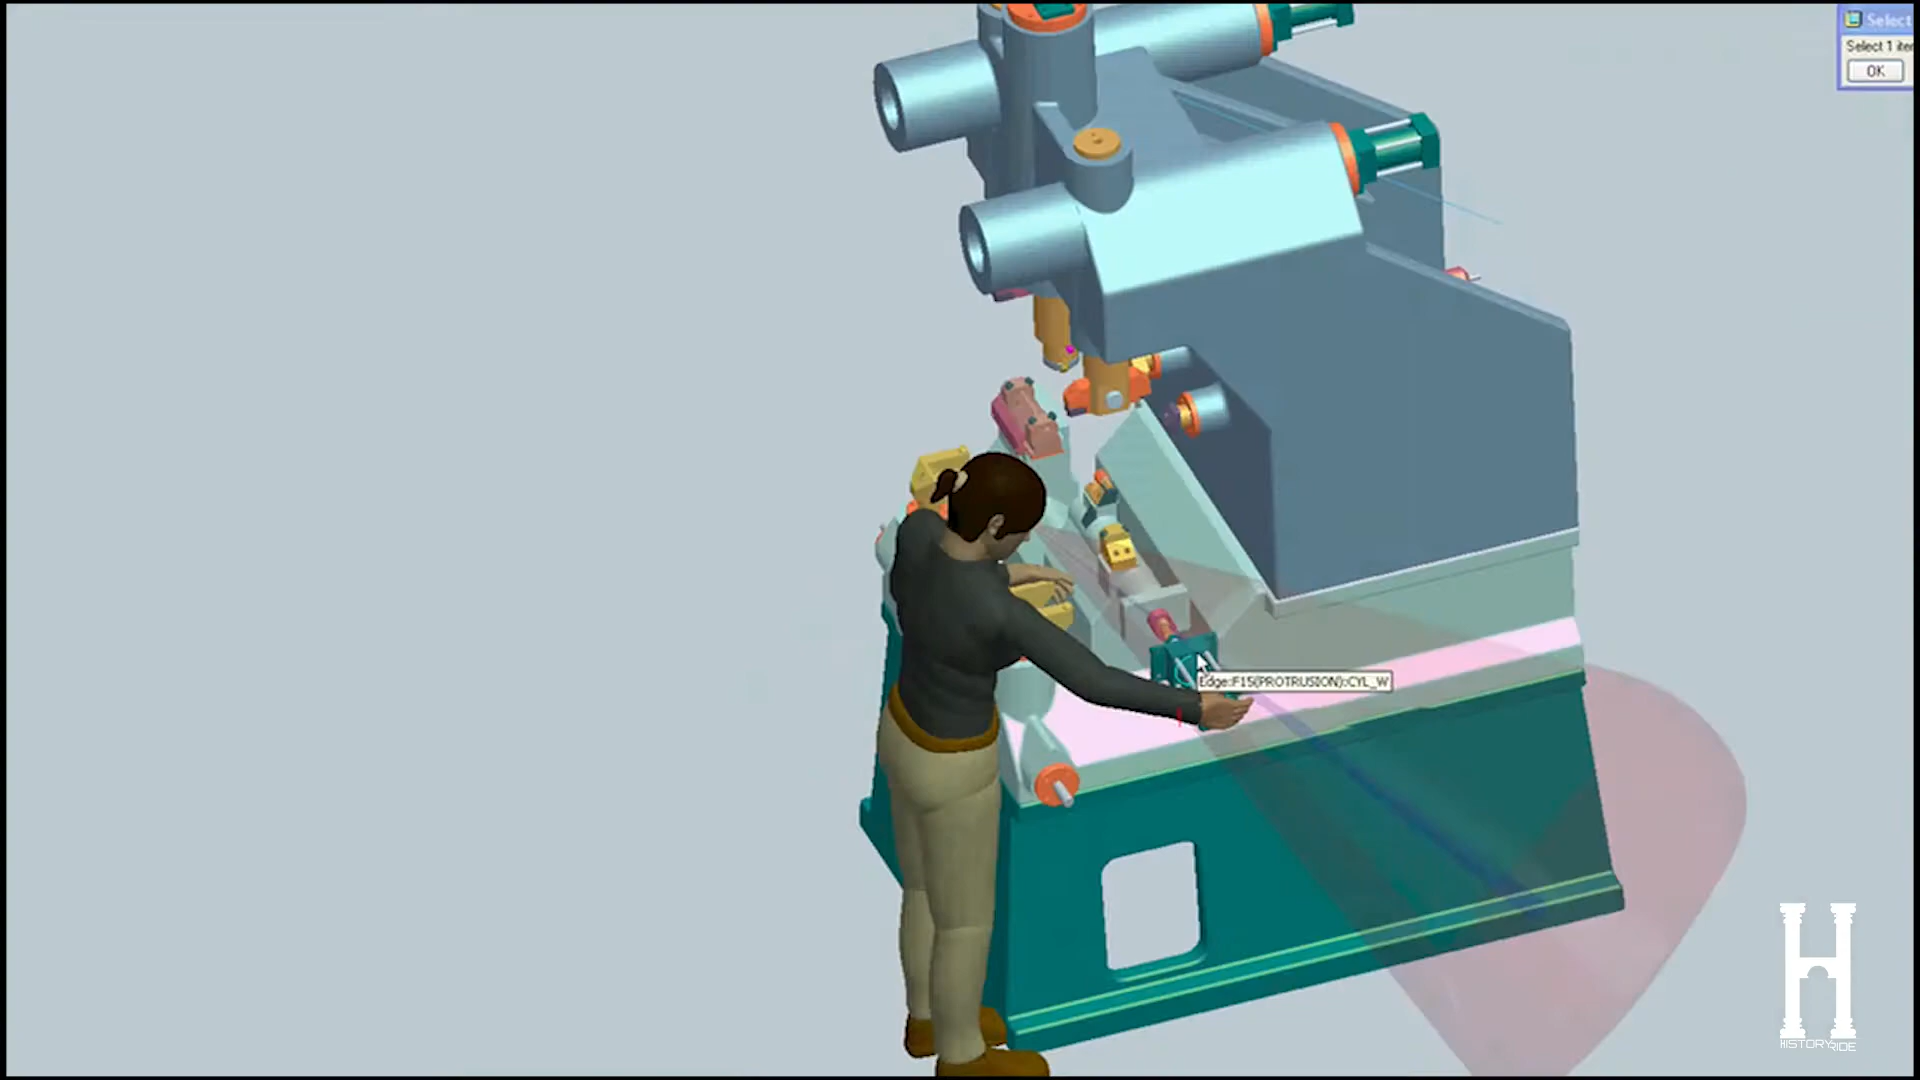 Select
Select 1 iter
OK
Edge:F15(PROTRUSION):CYL_W
HISTORY RIDE